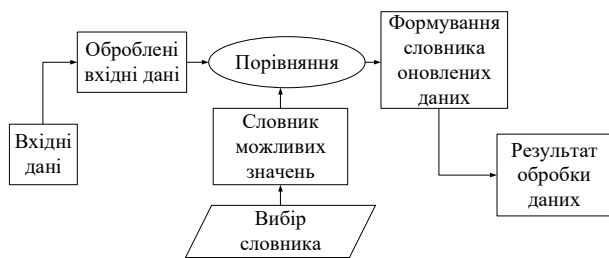 Вхідні
дані
Оброблені
вхідні дані
Порівняння
Словник
можливих
значень
Вибір
словника
Формування
словника
оновлених
даних
Результат
обробки
даних